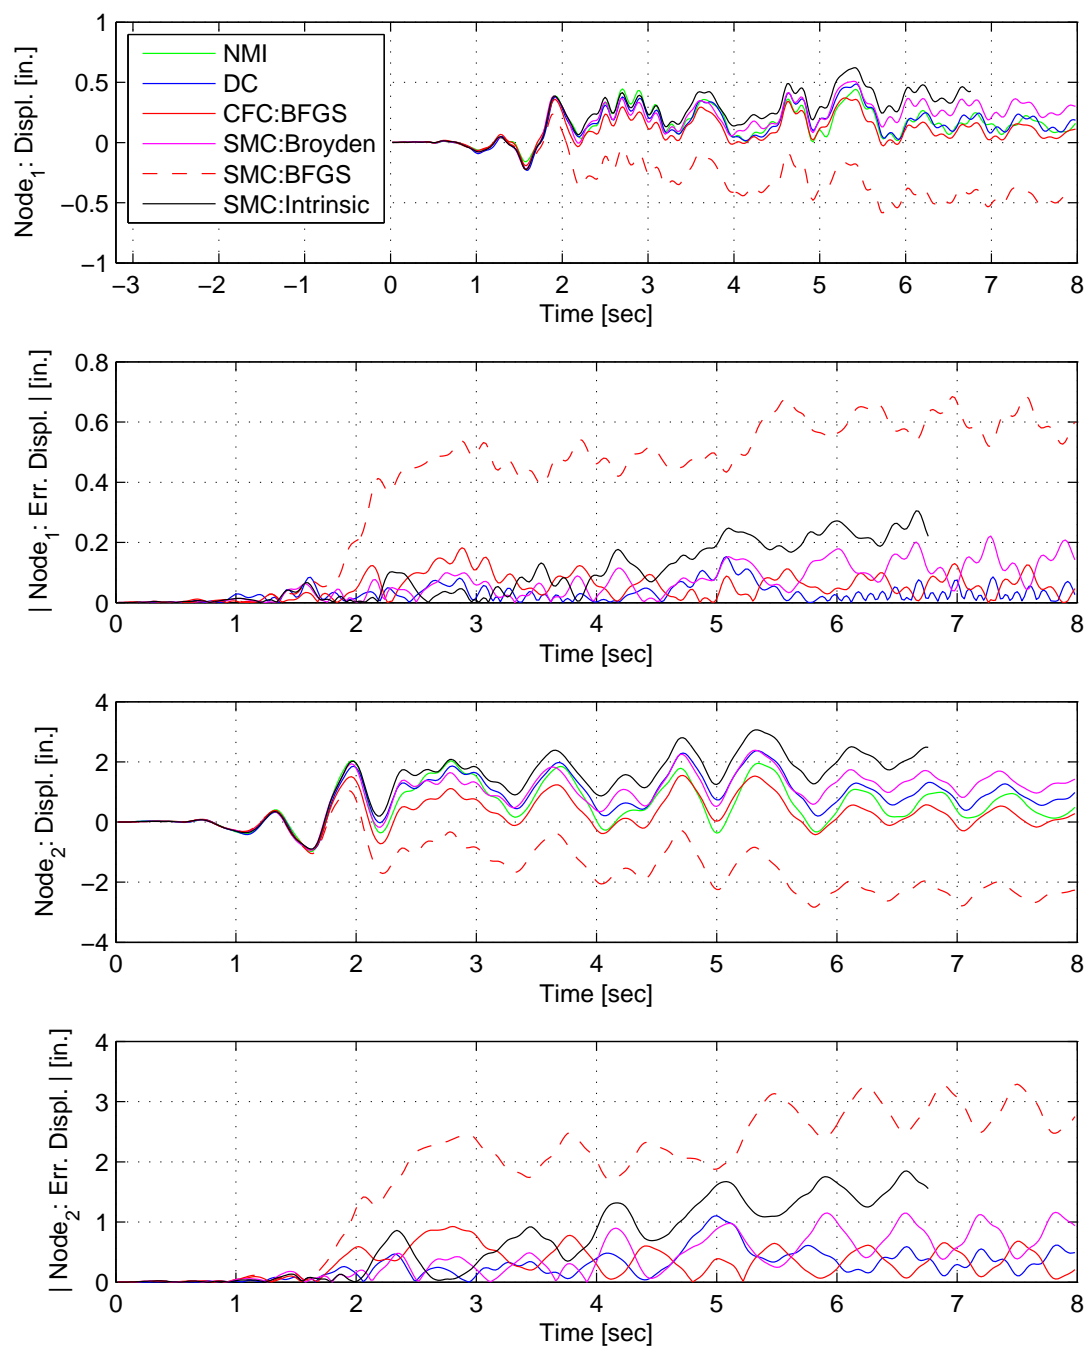 1
0.5
0
−0.5
−1
Node1: Displ. [in.]
NMI
DC
CFC:BFGS
SMC:Broyden
SMC:BFGS
SMC:Intrinsic
−3 −2 −1 0 1 2 3 4 5 6 7 8
Time [sec]
0.8
0.6
0.4
0.2
0
| Node1: Err. Displ. | [in.]
0 1 2 3 4 5 6 7 8
Time [sec]
4
2
0
−2
−4
Node2: Displ. [in.]
0 1 2 3 4 5 6 7 8
Time [sec]
4
3
2
1
0
| Node2: Err. Displ. | [in.]
0 1 2 3 4 5 6 7 8
Time [sec]